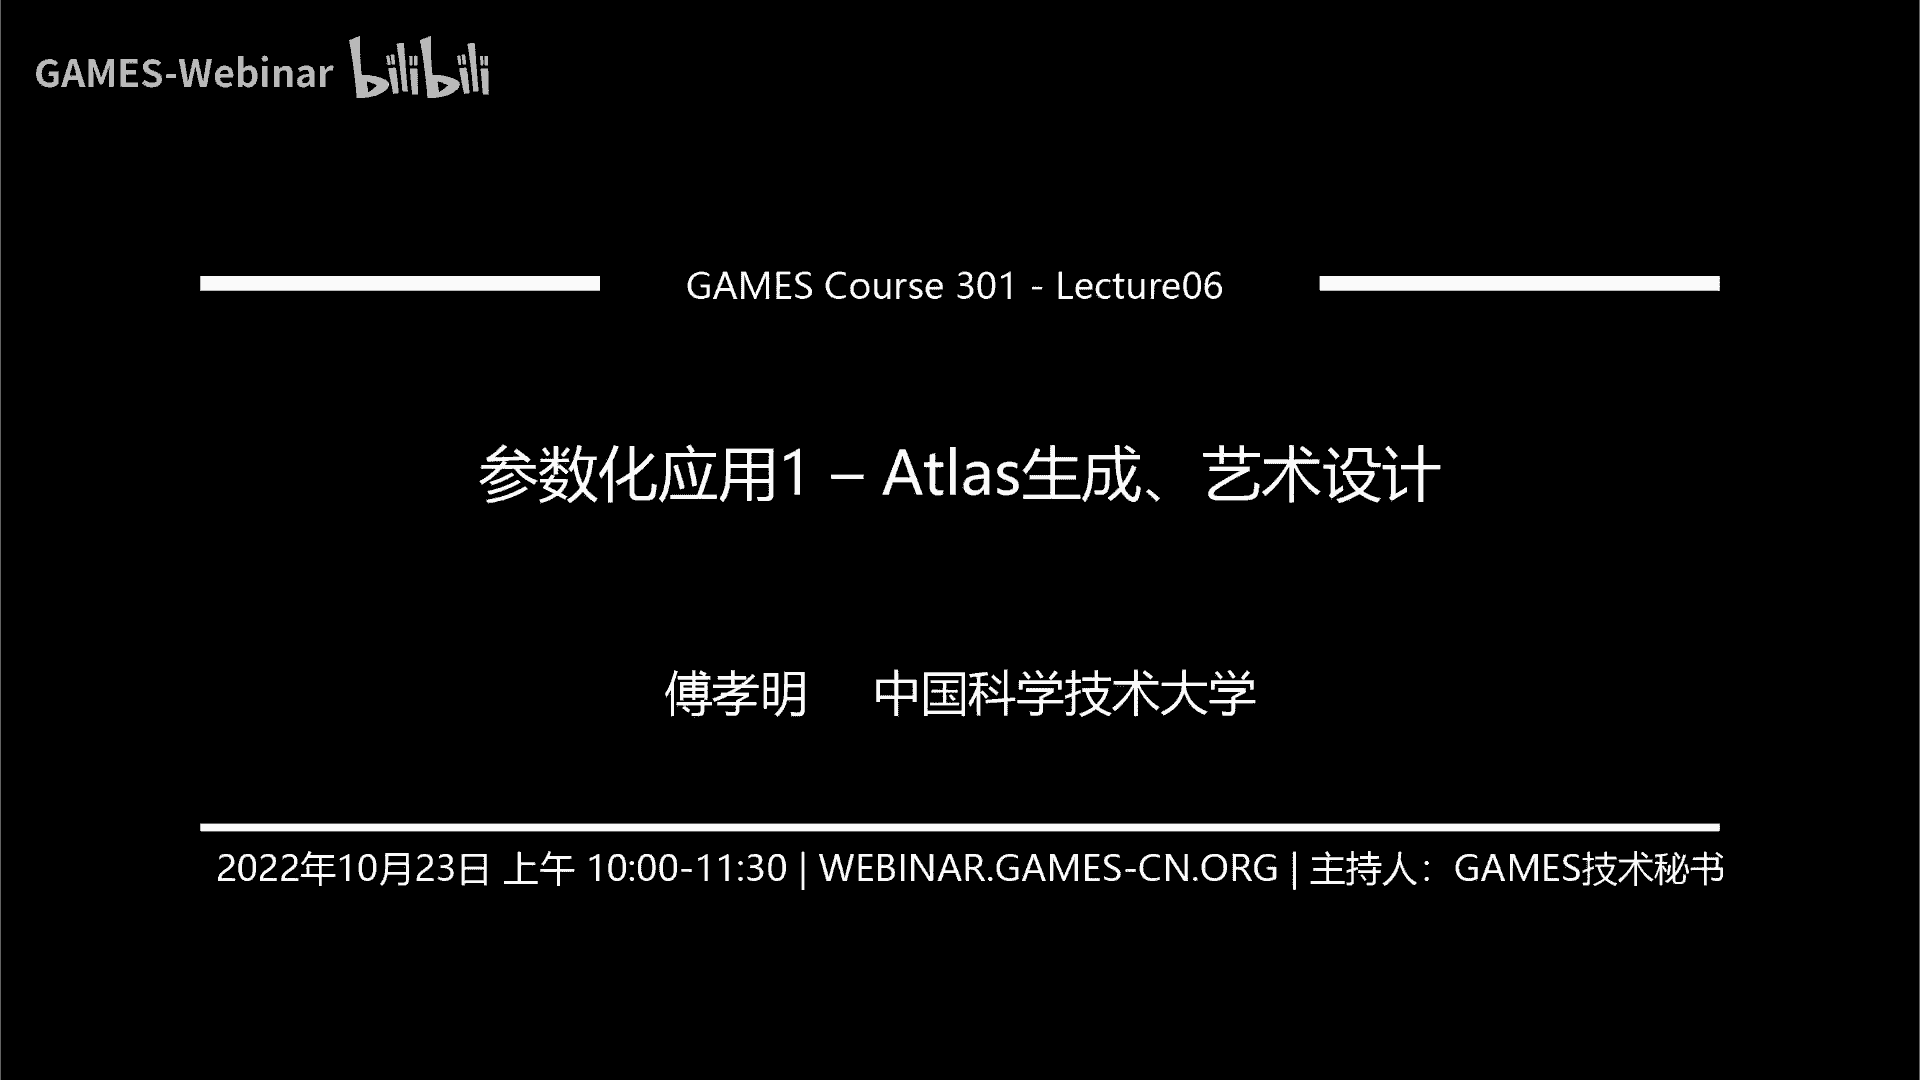 GAMES-Webinar bilibili
GAMES Course 301 - Lecture06
参数化应用1 – Atlas生成、艺术设计
傅孝明 中国科学技术大学
2022年10月23日 上午 10:00-11:30 | WEBINAR.GAMES-CN.ORG | 主持人：GAMES技术秘书